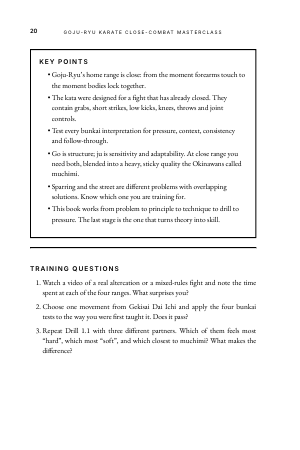 20 GOJU-RYU KARATE CLOSE-COMBAT MASTERCLASS
KEY POINTS
• Goju-Ryu's home range is close: from the moment forearms touch to
the moment bodies lock together.
• The kata were designed for a fight that has already closed. They
contain grabs, short strikes, low kicks, knees, throws and joint
controls.
• Test every bunkai interpretation for pressure, context, consistency
and follow-through.
• Go is structure; ju is sensitivity and adaptability. At close range you
need both, blended into a heavy, sticky quality the Okinawans called
muchimi.
• Sparring and the street are different problems with overlapping
solutions. Know which one you are training for.
• This book works from problem to principle to technique to drill to
pressure. The last stage is the one that turns theory into skill.
TRAINING QUESTIONS
1. Watch a video of a real altercation or a mixed-rules fight and note the time
spent at each of the four ranges. What surprises you?
2. Choose one movement from Gekisai Dai Ichi and apply the four bunkai
tests to the way you were first taught it. Does it pass?
3. Repeat Drill 1.1 with three different partners. Which of them feels most
“hard”, which most “soft”, and which closest to muchimi? What makes the
difference?